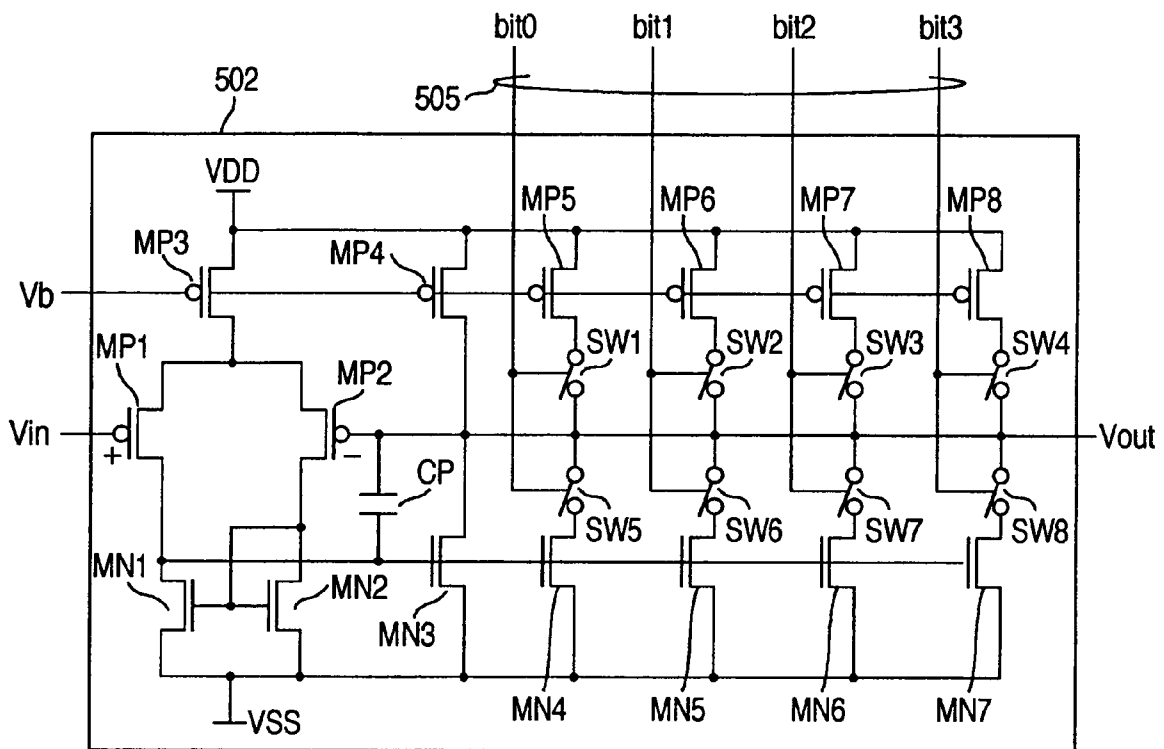 bit0 bit1 bit2 bit3
502
505
VDD
MP5 MP6 MP7 MP8
MP3 MP4
Vb
SW1 SW2 SW3 SW4
MP1 MP2
Vin + − Vout
CP
SW5 SW6 SW7 SW8
MN1 MN2
MN3
VSS MN4 MN5 MN6 MN7